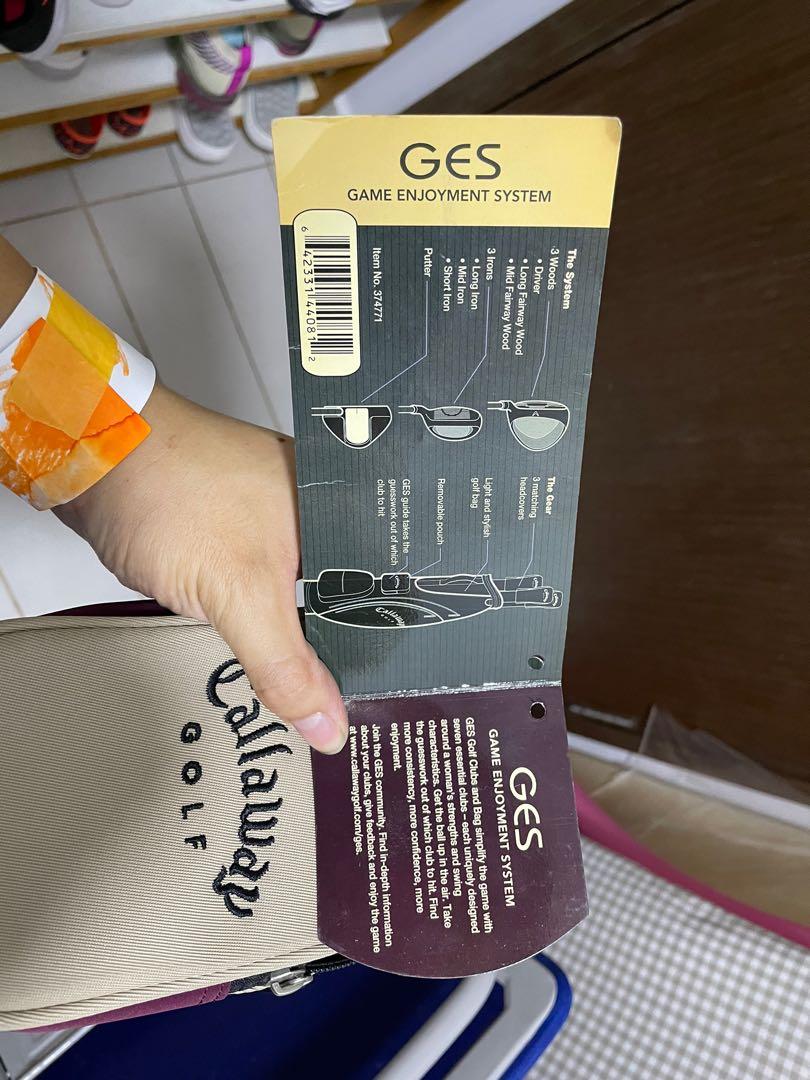 GES
GAME ENJOYMENT SYSTEM
The System
3 Woods
• Driver
• Long Fairway Wood
• Mid Fairway Wood
3 Irons
• Long Iron
• Mid Iron
• Short Iron
Putter
Item No. 374771
6 42331 44081 2
The Gear
3 matching
headcovers
Light and stylish
golf bag
Removable pouch
GES guide takes the
guesswork out of which
club to hit
Callaway
GOLF
GES
GAME ENJOYMENT SYSTEM
GES Golf Clubs and Bag simplify the game with
seven essential clubs – each uniquely designed
around a woman's strengths and swing
characteristics. Get the ball up in the air. Take
the guesswork out of which club to hit. Find
more consistency, more confidence, more
enjoyment.
Join the GES community. Find in-depth information
about your clubs, give feedback and enjoy the game
at www.callawaygolf.com/ges.
Callaway
GOLF